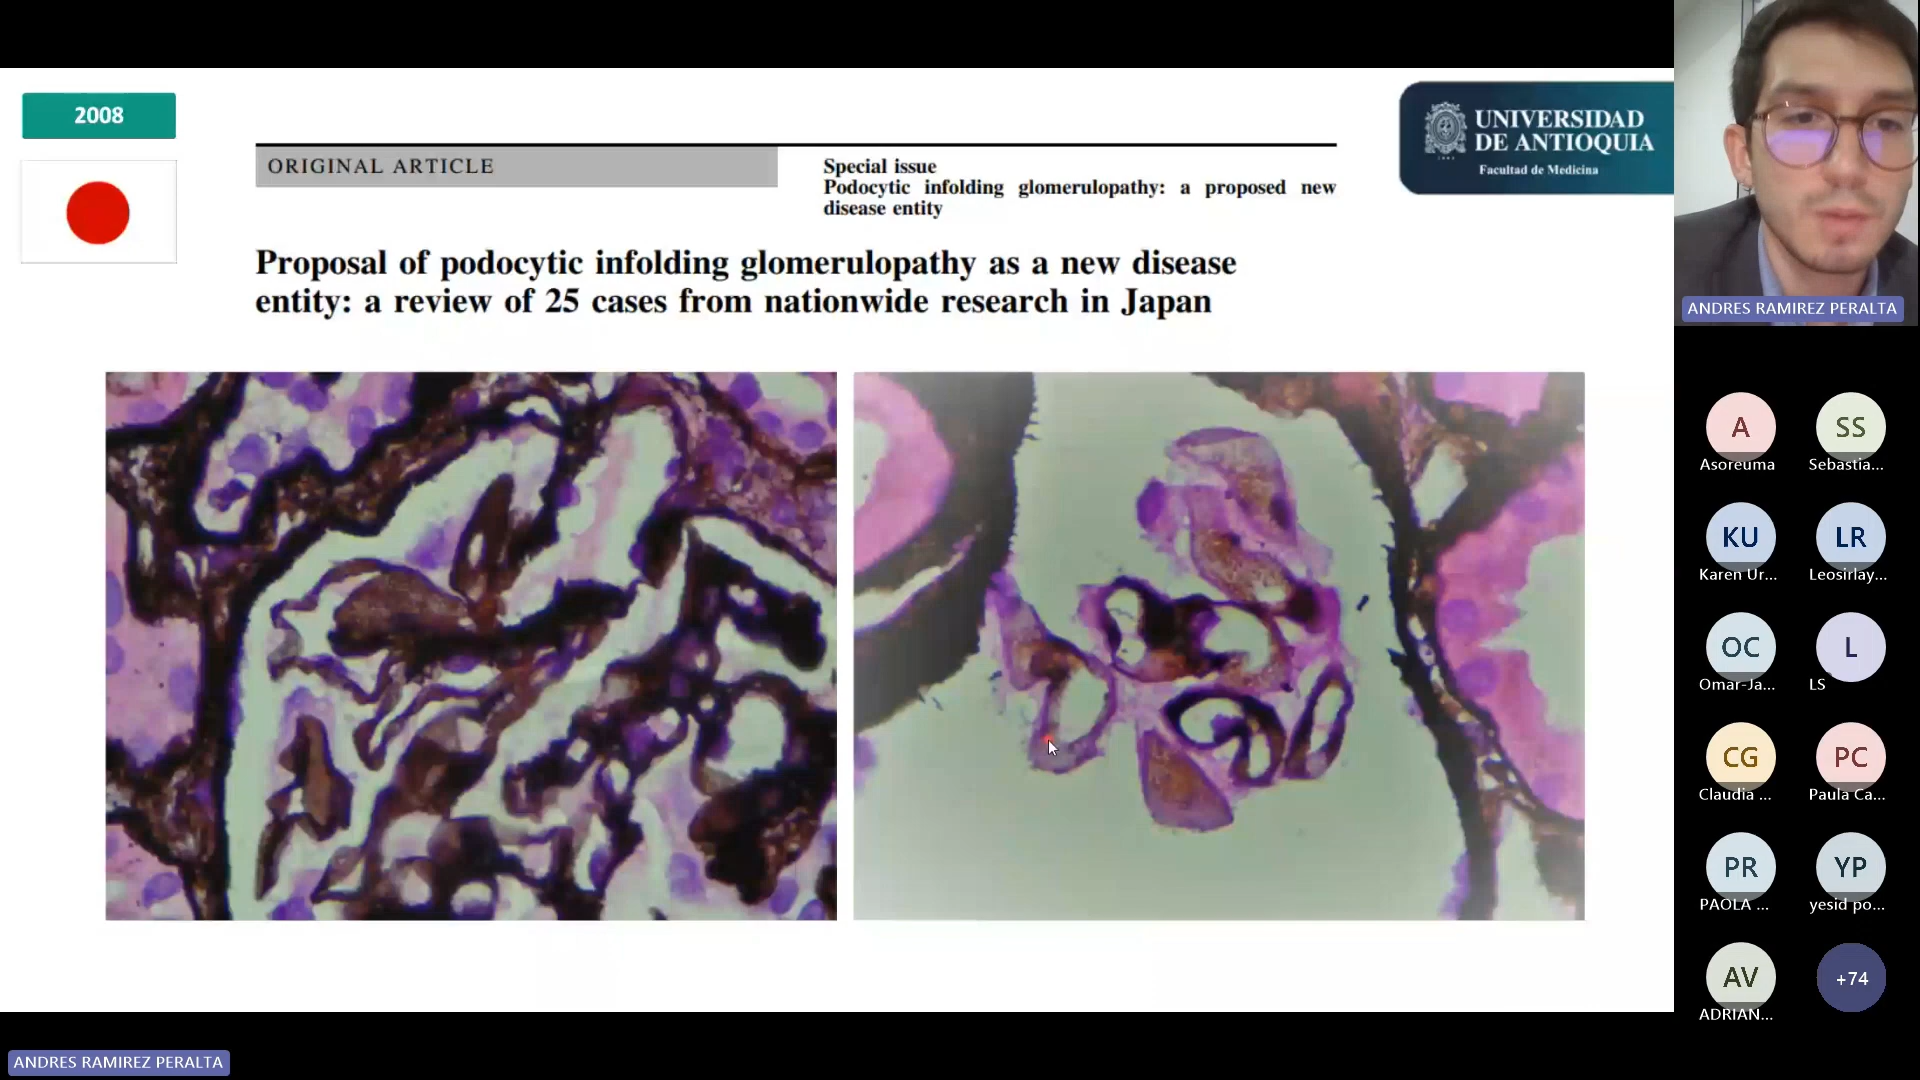 2008
ORIGINAL ARTICLE
Special issue
Podocytic infolding glomerulopathy: a proposed new
disease entity
UNIVERSIDAD
DE ANTIOQUIA
Facultad de Medicina
Proposal of podocytic infolding glomerulopathy as a new disease
entity: a review of 25 cases from nationwide research in Japan
ANDRES RAMIREZ PERALTA
A
Asoreuma
SS
Sebastia...
KU
Karen Ur...
LR
Leosirlay...
OC
Omar-Ja...
L
LS
CG
Claudia ...
PC
Paula Ca...
PR
PAOLA ...
YP
yesid po...
AV
ADRIAN...
+74
ANDRES RAMIREZ PERALTA